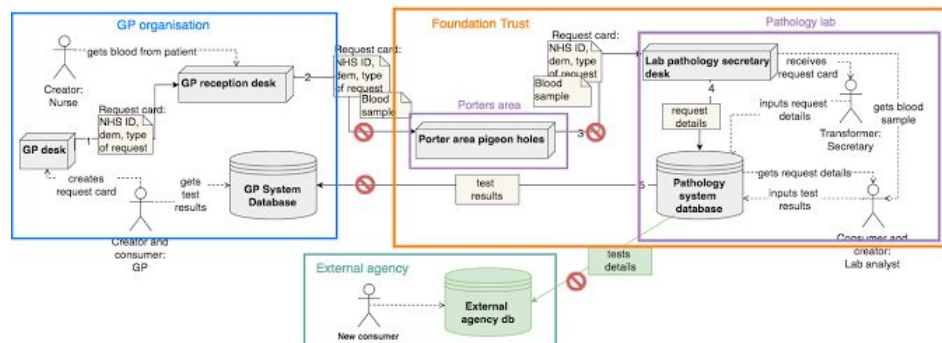 GP organisation
Foundation Trust
Pathology lab
gets blood from patient
Creator:
Nurse
GP reception desk
2
Request card:
NHS ID,
dem, type
of request
Blood
sample
Request card:
NHS ID,
dem, type
of request
Blood
sample
Lab pathology secretary
desk
4
receives
request card
Request card:
NHS ID,
dem, type
of request
1
GP desk
Porters area
Porter area pigeon holes
3
request
details
inputs request
details
Transformer:
Secretary
gets blood
sample
creates
request card
gets
test
results
GP System
Database
test
results
5
Pathology
system
database
gets request details
inputs test
results
Creator and
consumer:
GP
Consumer and
creator:
Lab analyst
tests
details
External agency
External
agency db
New consumer